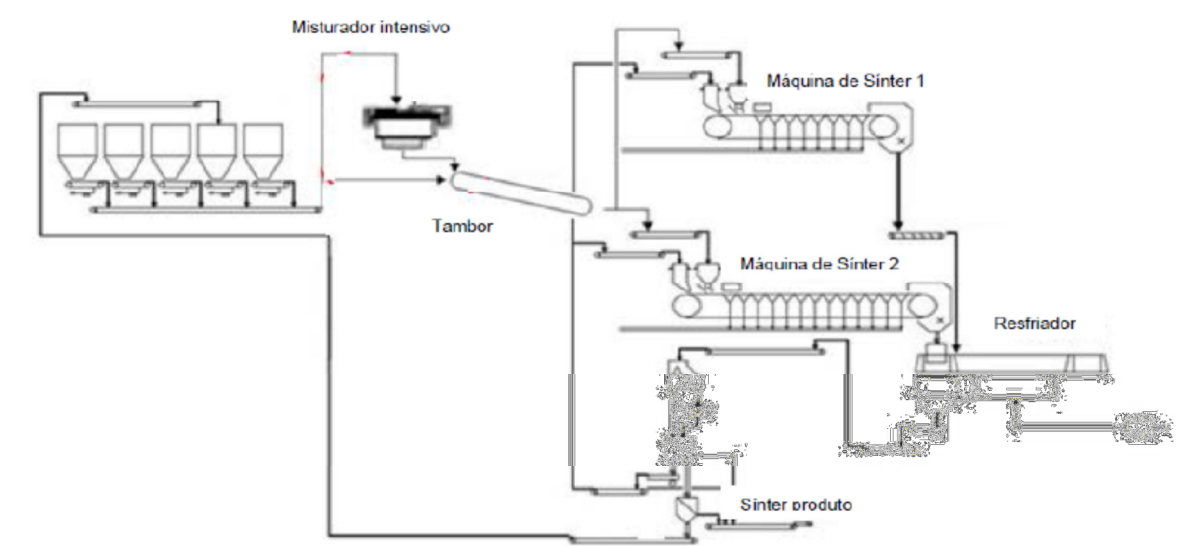 Misturador intensivo
Máquina de Sínter 1
Tambor
Máquina de Sínter 2
Resfriador
Sínter produto